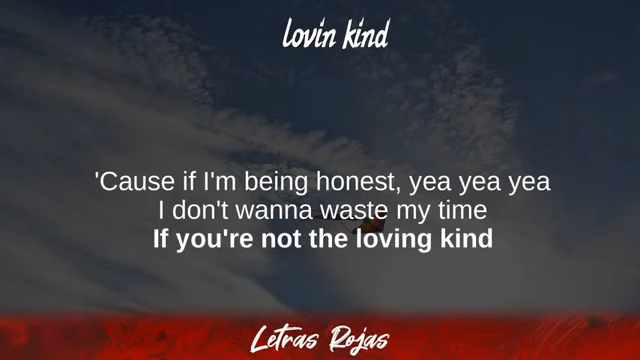 lovin kind
'Cause if I'm being honest, yea yea yea
I don't wanna waste my time
If you're not the loving kind
Letras Rojas